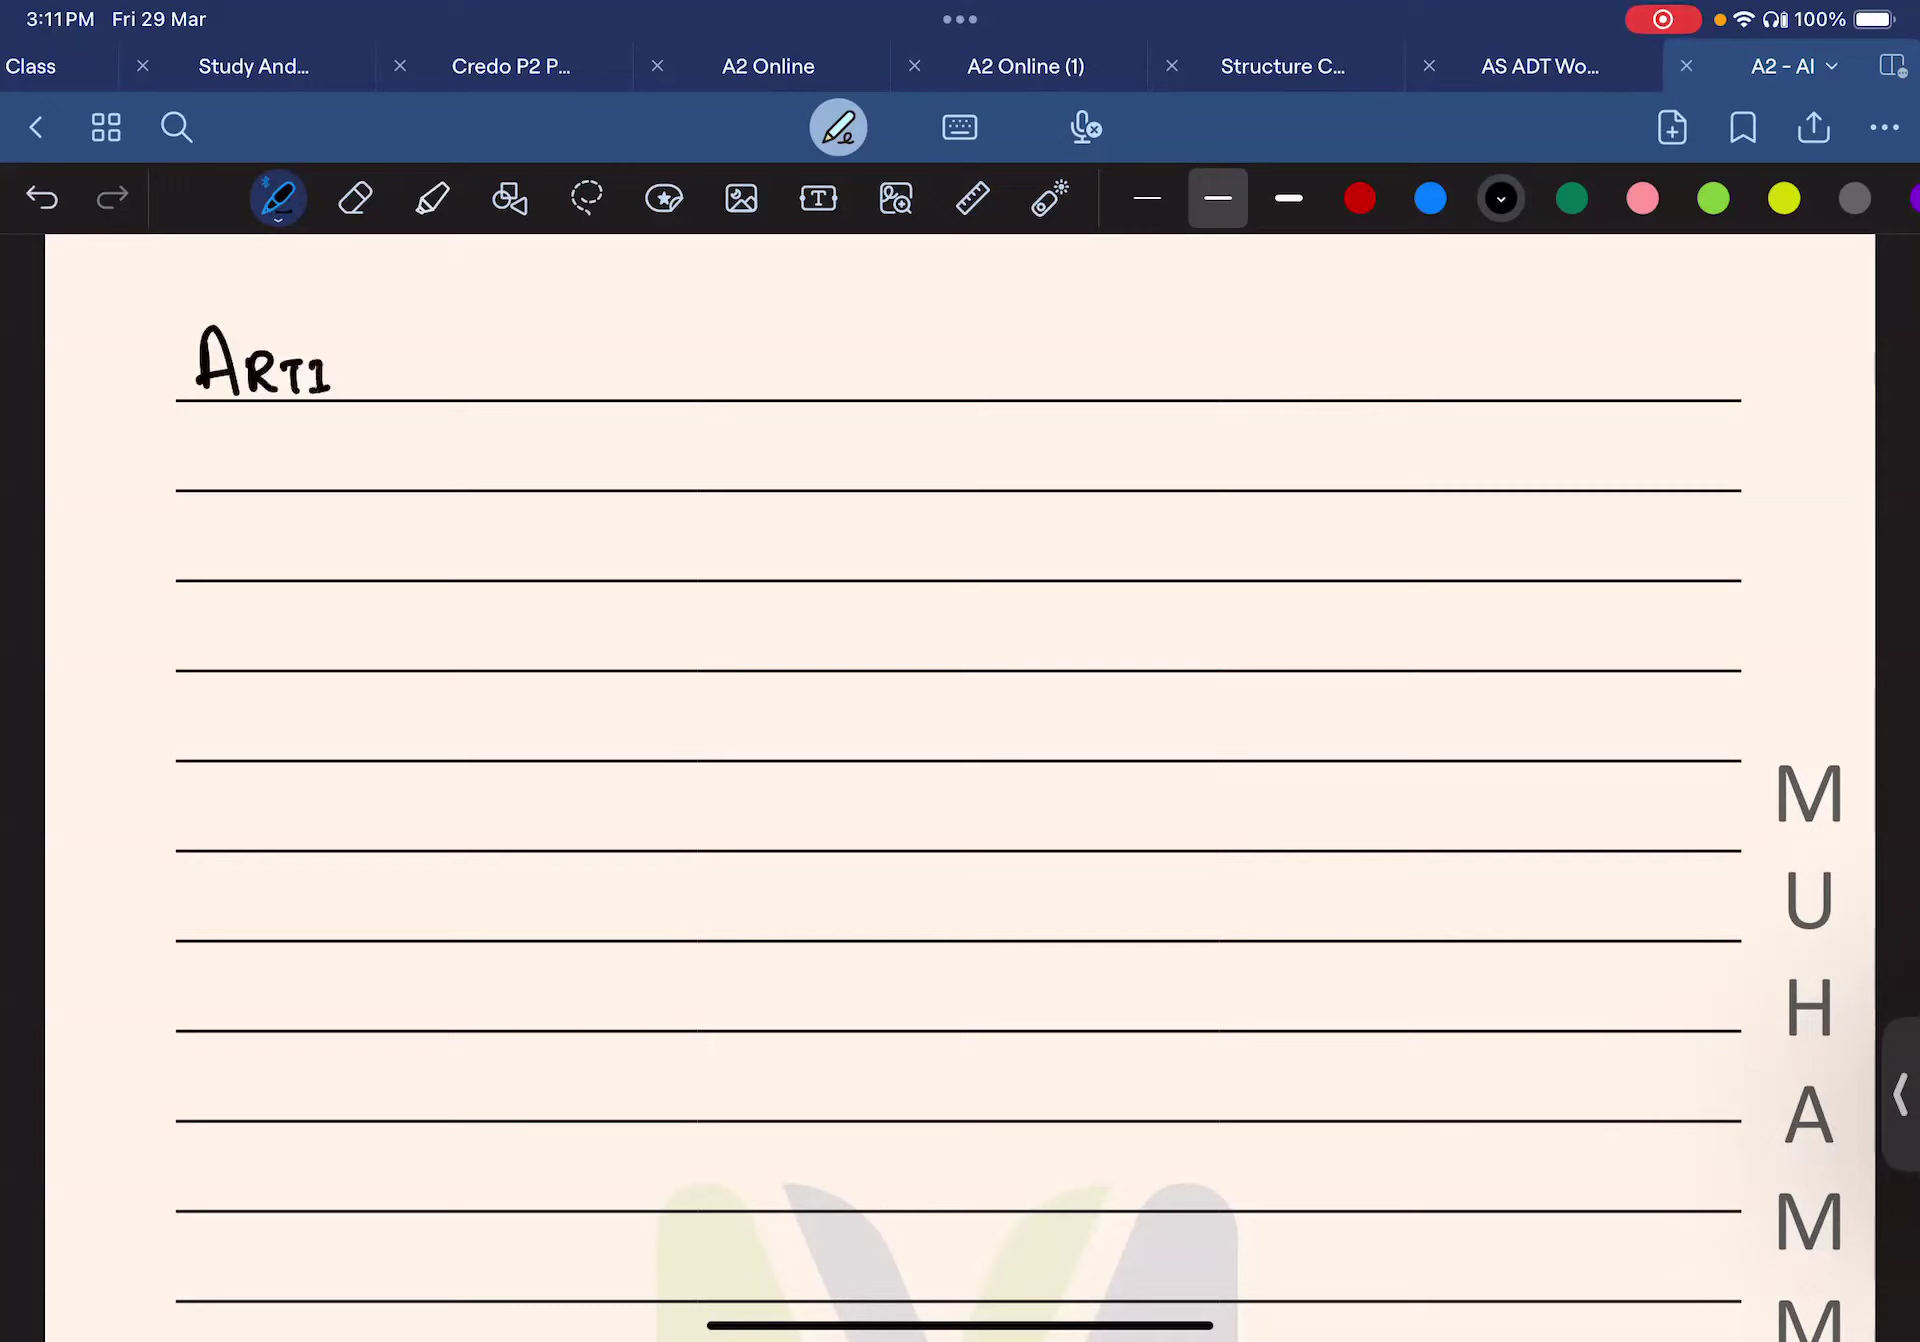 3:11 PM Fri 29 Mar
100%
Class
Study And...
Credo P2 P...
A2 Online
A2 Online (1)
Structure C...
AS ADT Wo...
A2 - AI
ARTI
M
U
H
A
M
M